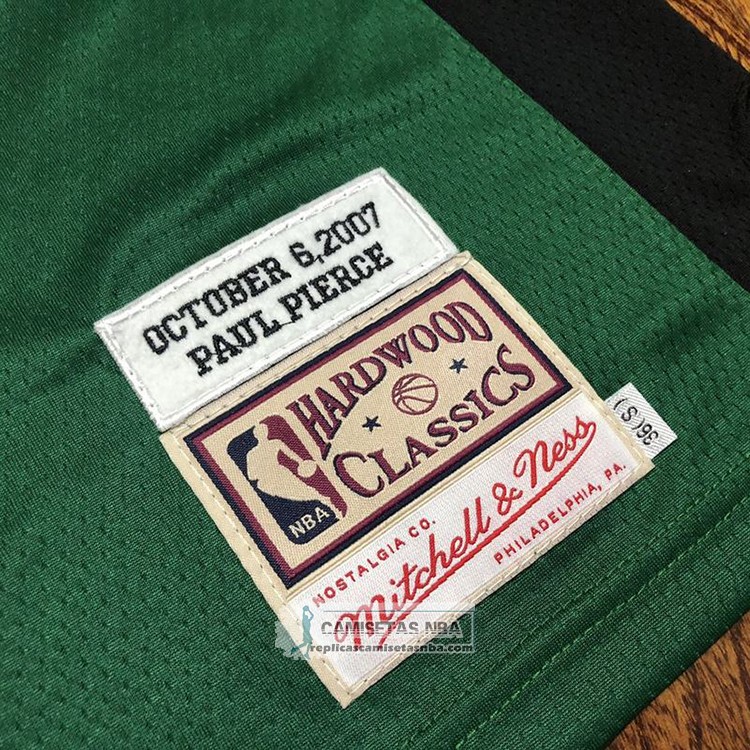 OCTOBER 6,2007
PAUL PIERCE
HARDWOOD
CLASSICS
NBA
36(S)
NOSTALGIA CO.
Mitchell & Ness
PHILADELPHIA, PA.
CAMISETAS NBA
replicascamisetasnba.com